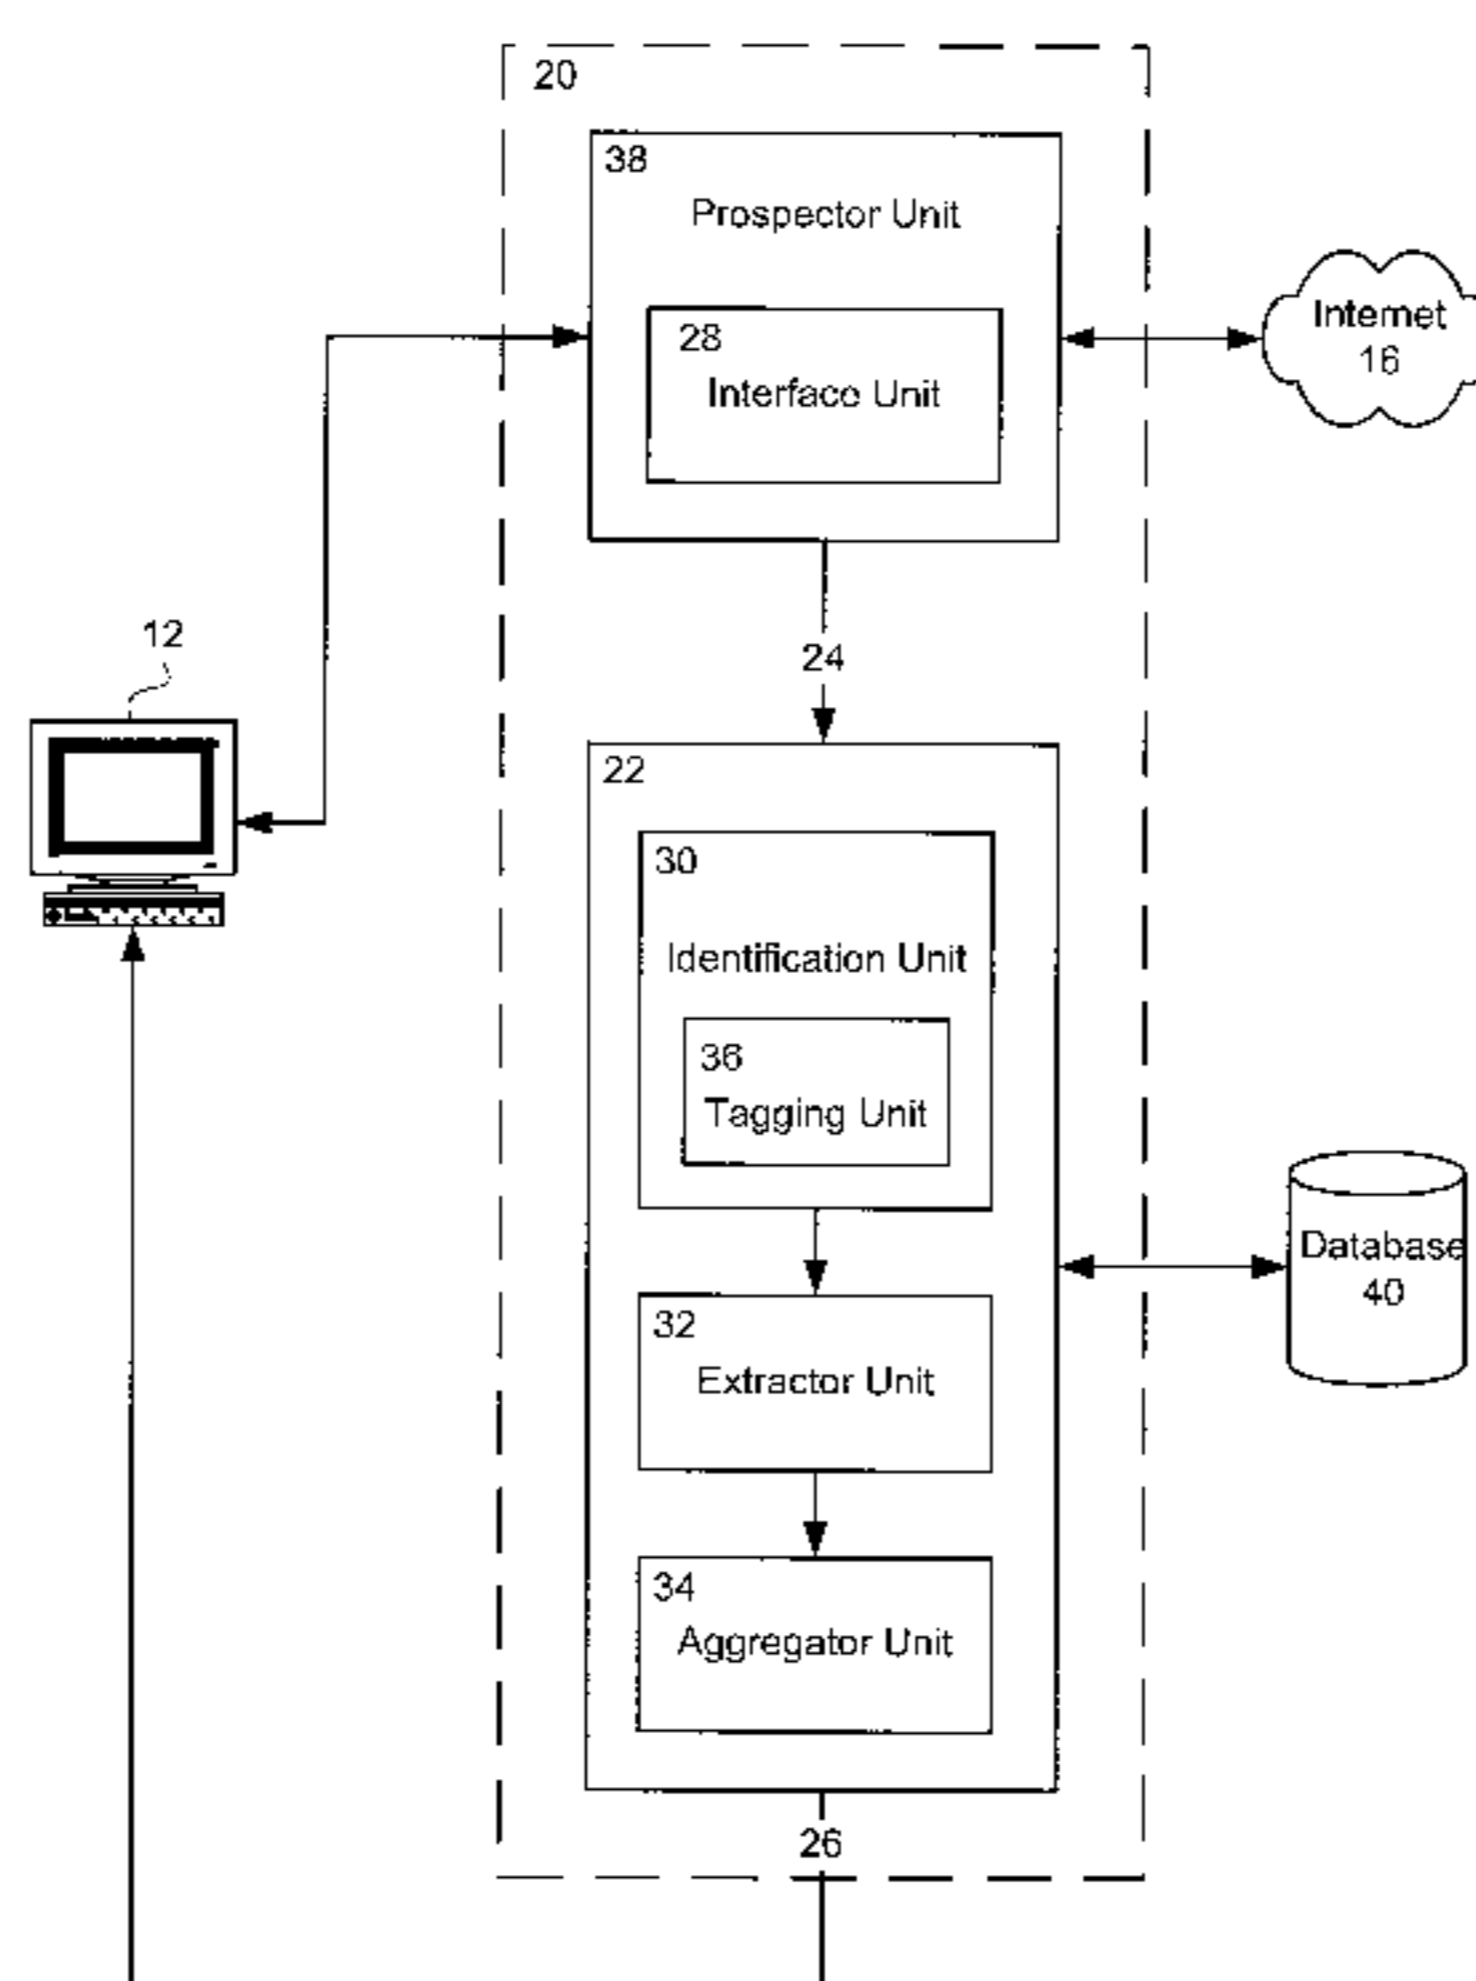 20
38
Prospector Unit
28
Interface Unit
Internet
16
24
12
22
30
Identification Unit
36
Tagging Unit
32
Extractor Unit
Database
40
34
Aggregator Unit
26